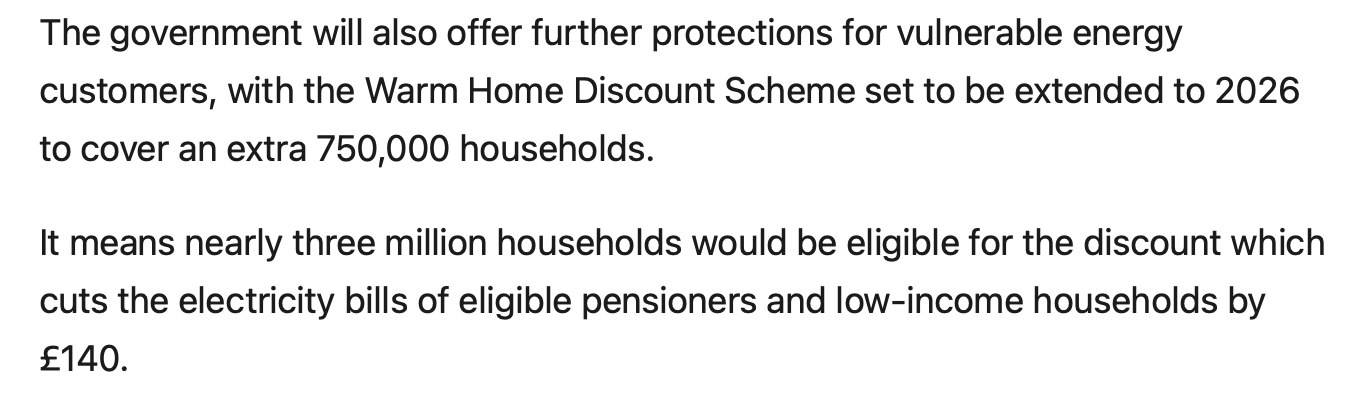 The government will also offer further protections for vulnerable energy
customers, with the Warm Home Discount Scheme set to be extended to 2026
to cover an extra 750,000 households.
It means nearly three million households would be eligible for the discount which
cuts the electricity bills of eligible pensioners and low-income households by
£140.